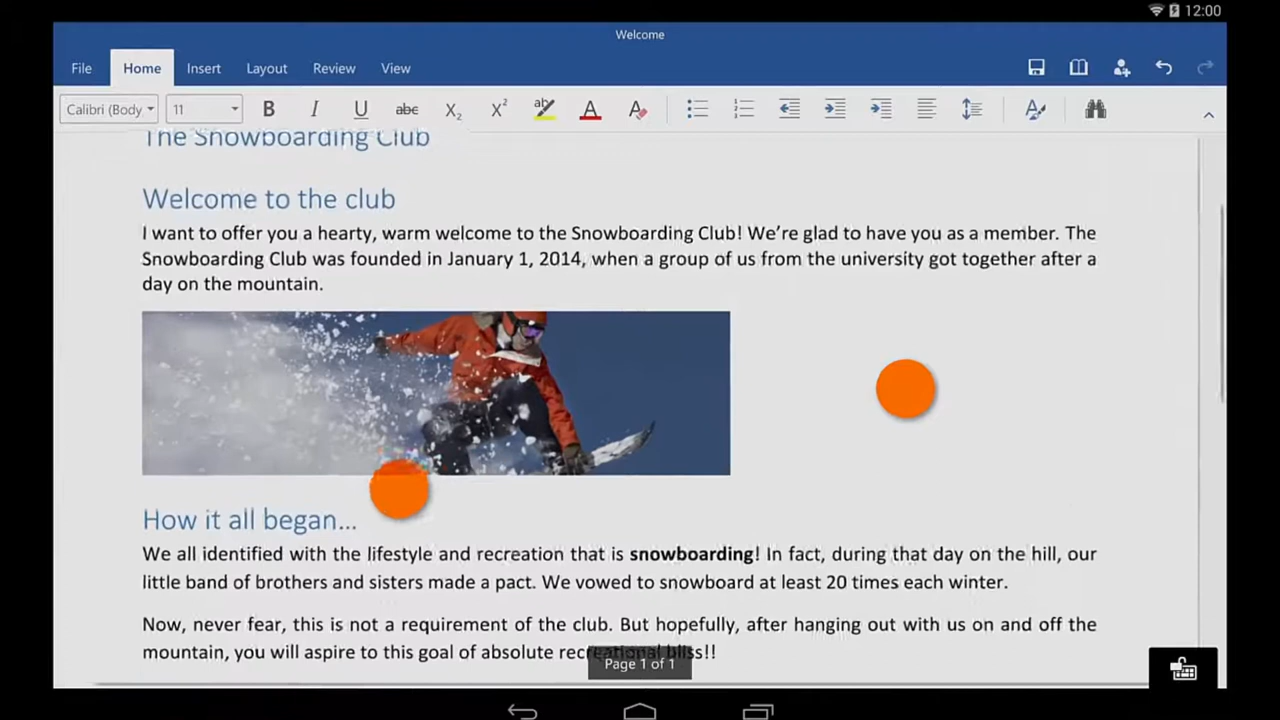 12:00
Welcome
File Home Insert Layout Review View
Calibri (Body 11 B I U abc X₂ X² ab A A
The Snowboarding Club
Welcome to the club
I want to offer you a hearty, warm welcome to the Snowboarding Club! We’re glad to have you as a member. The
Snowboarding Club was founded in January 1, 2014, when a group of us from the university got together after a
day on the mountain.
How it all began...
We all identified with the lifestyle and recreation that is snowboarding! In fact, during that day on the hill, our
little band of brothers and sisters made a pact. We vowed to snowboard at least 20 times each winter.
Now, never fear, this is not a requirement of the club. But hopefully, after hanging out with us on and off the
mountain, you will aspire to this goal of absolute recreational bliss!!
Page 1 of 1